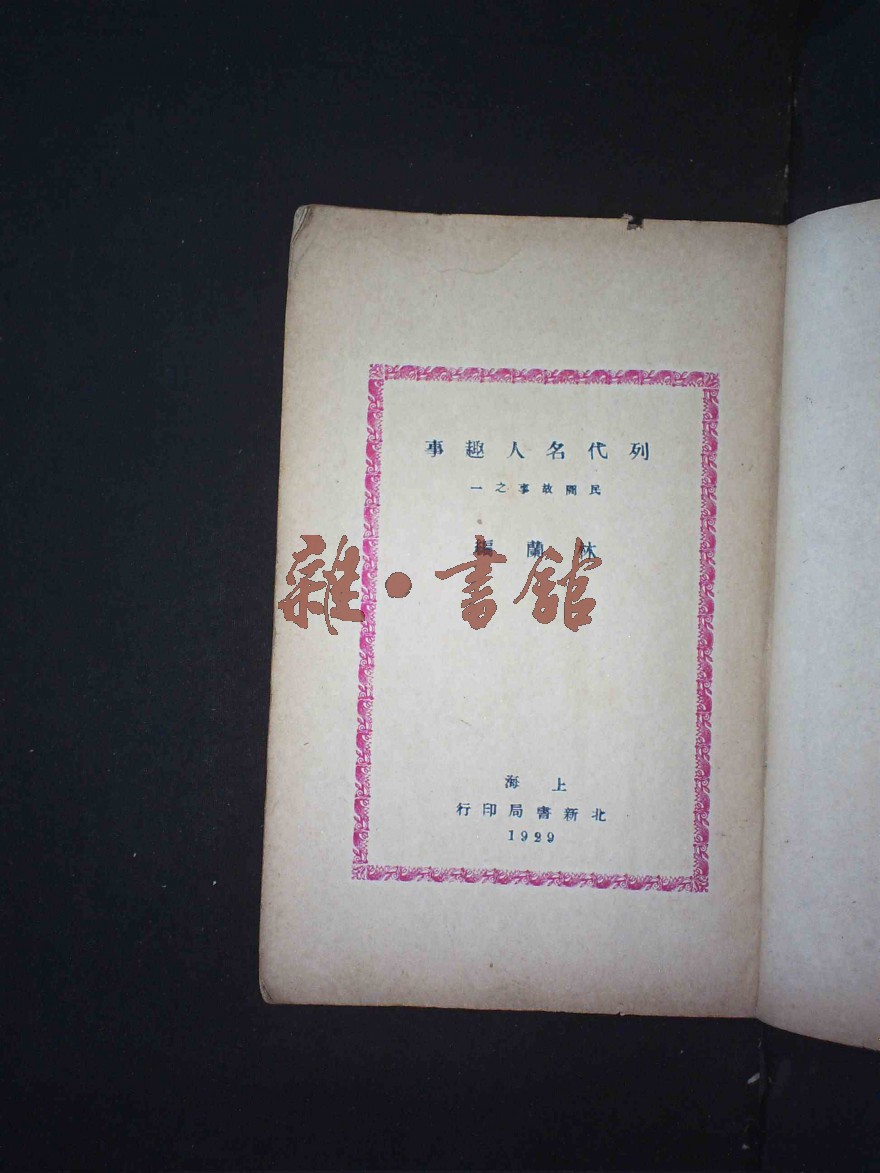 列代名人趣事
民間故事之一
林蘭編
雜·書館
上海
北新書局印行
1929